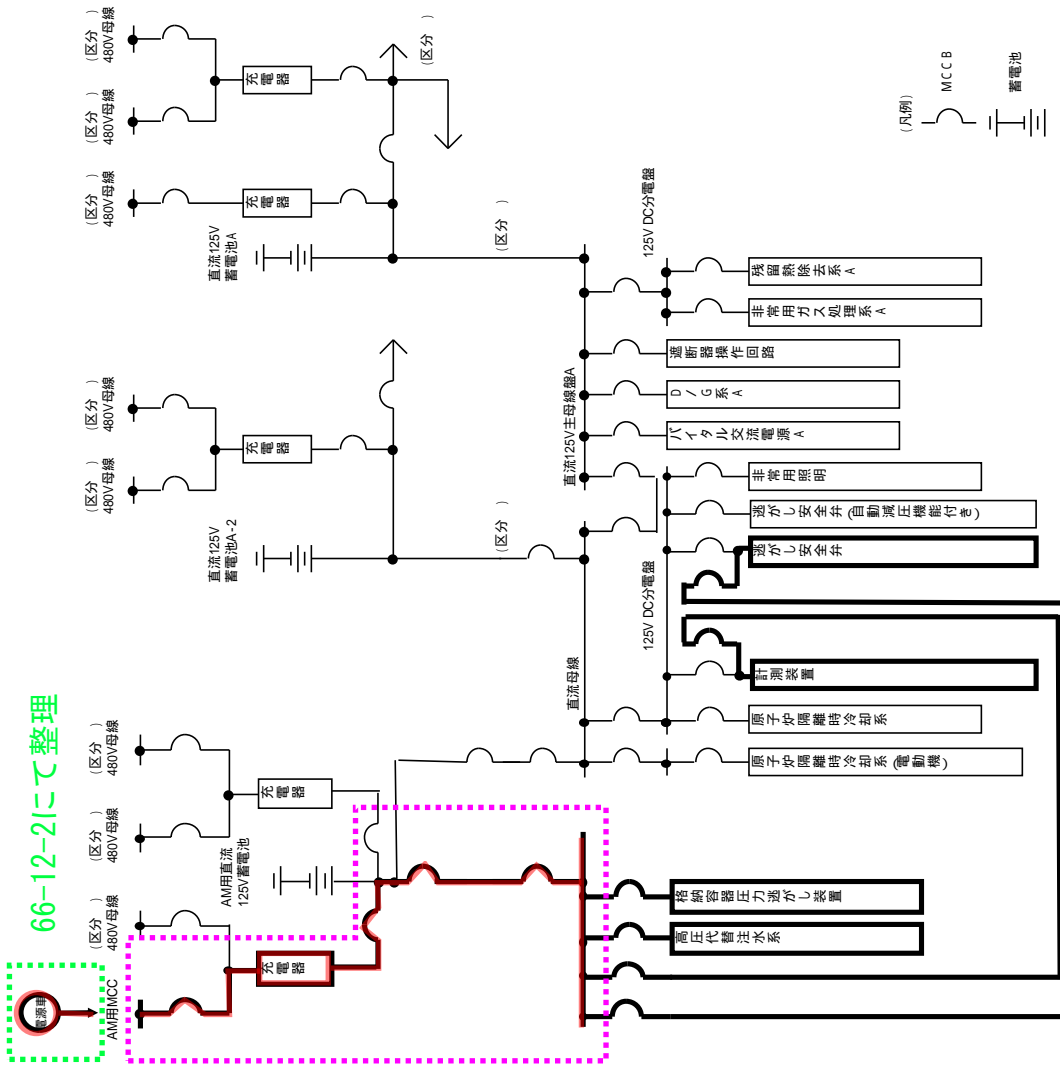 66-12-2にて整理
電源車
AM用MCC
(区分 )
480V母線
(区分 )
480V母線
(区分 )
480V母線
充電器
充電器
AM用直流
125V蓄電池
(区分 )
480V母線
(区分 )
480V母線
充電器
直流125V
蓄電池A-2
(区分 )
(区分 )
480V母線
(区分 )
480V母線
(区分 )
480V母線
充電器
充電器
直流125V
蓄電池A
(区分 )
(区分 )
直流母線
直流125V主母線盤A
125V DC分電盤
125V DC分電盤
格納容器圧力逃がし装置
高圧代替注水系
原子炉隔離時冷却系(電動機)
原子炉隔離時冷却系
計測装置
逃がし安全弁
逃がし安全弁(自動減圧機能付き)
非常用照明
バイタル交流電源A
D/G系A
遮断器操作回路
非常用ガス処理系A
残留熱除去系A
(凡例)
MCCB
蓄電池